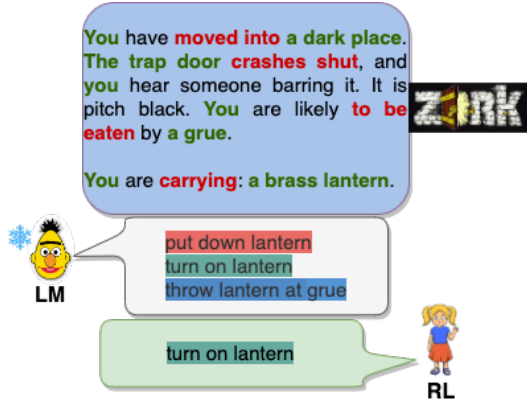 You have moved into a dark place.
The trap door crashes shut, and
you hear someone barring it. It is
pitch black. You are likely to be
eaten by a grue.
You are carrying: a brass lantern.
zork
put down lantern
turn on lantern
throw lantern at grue
LM
turn on lantern
RL